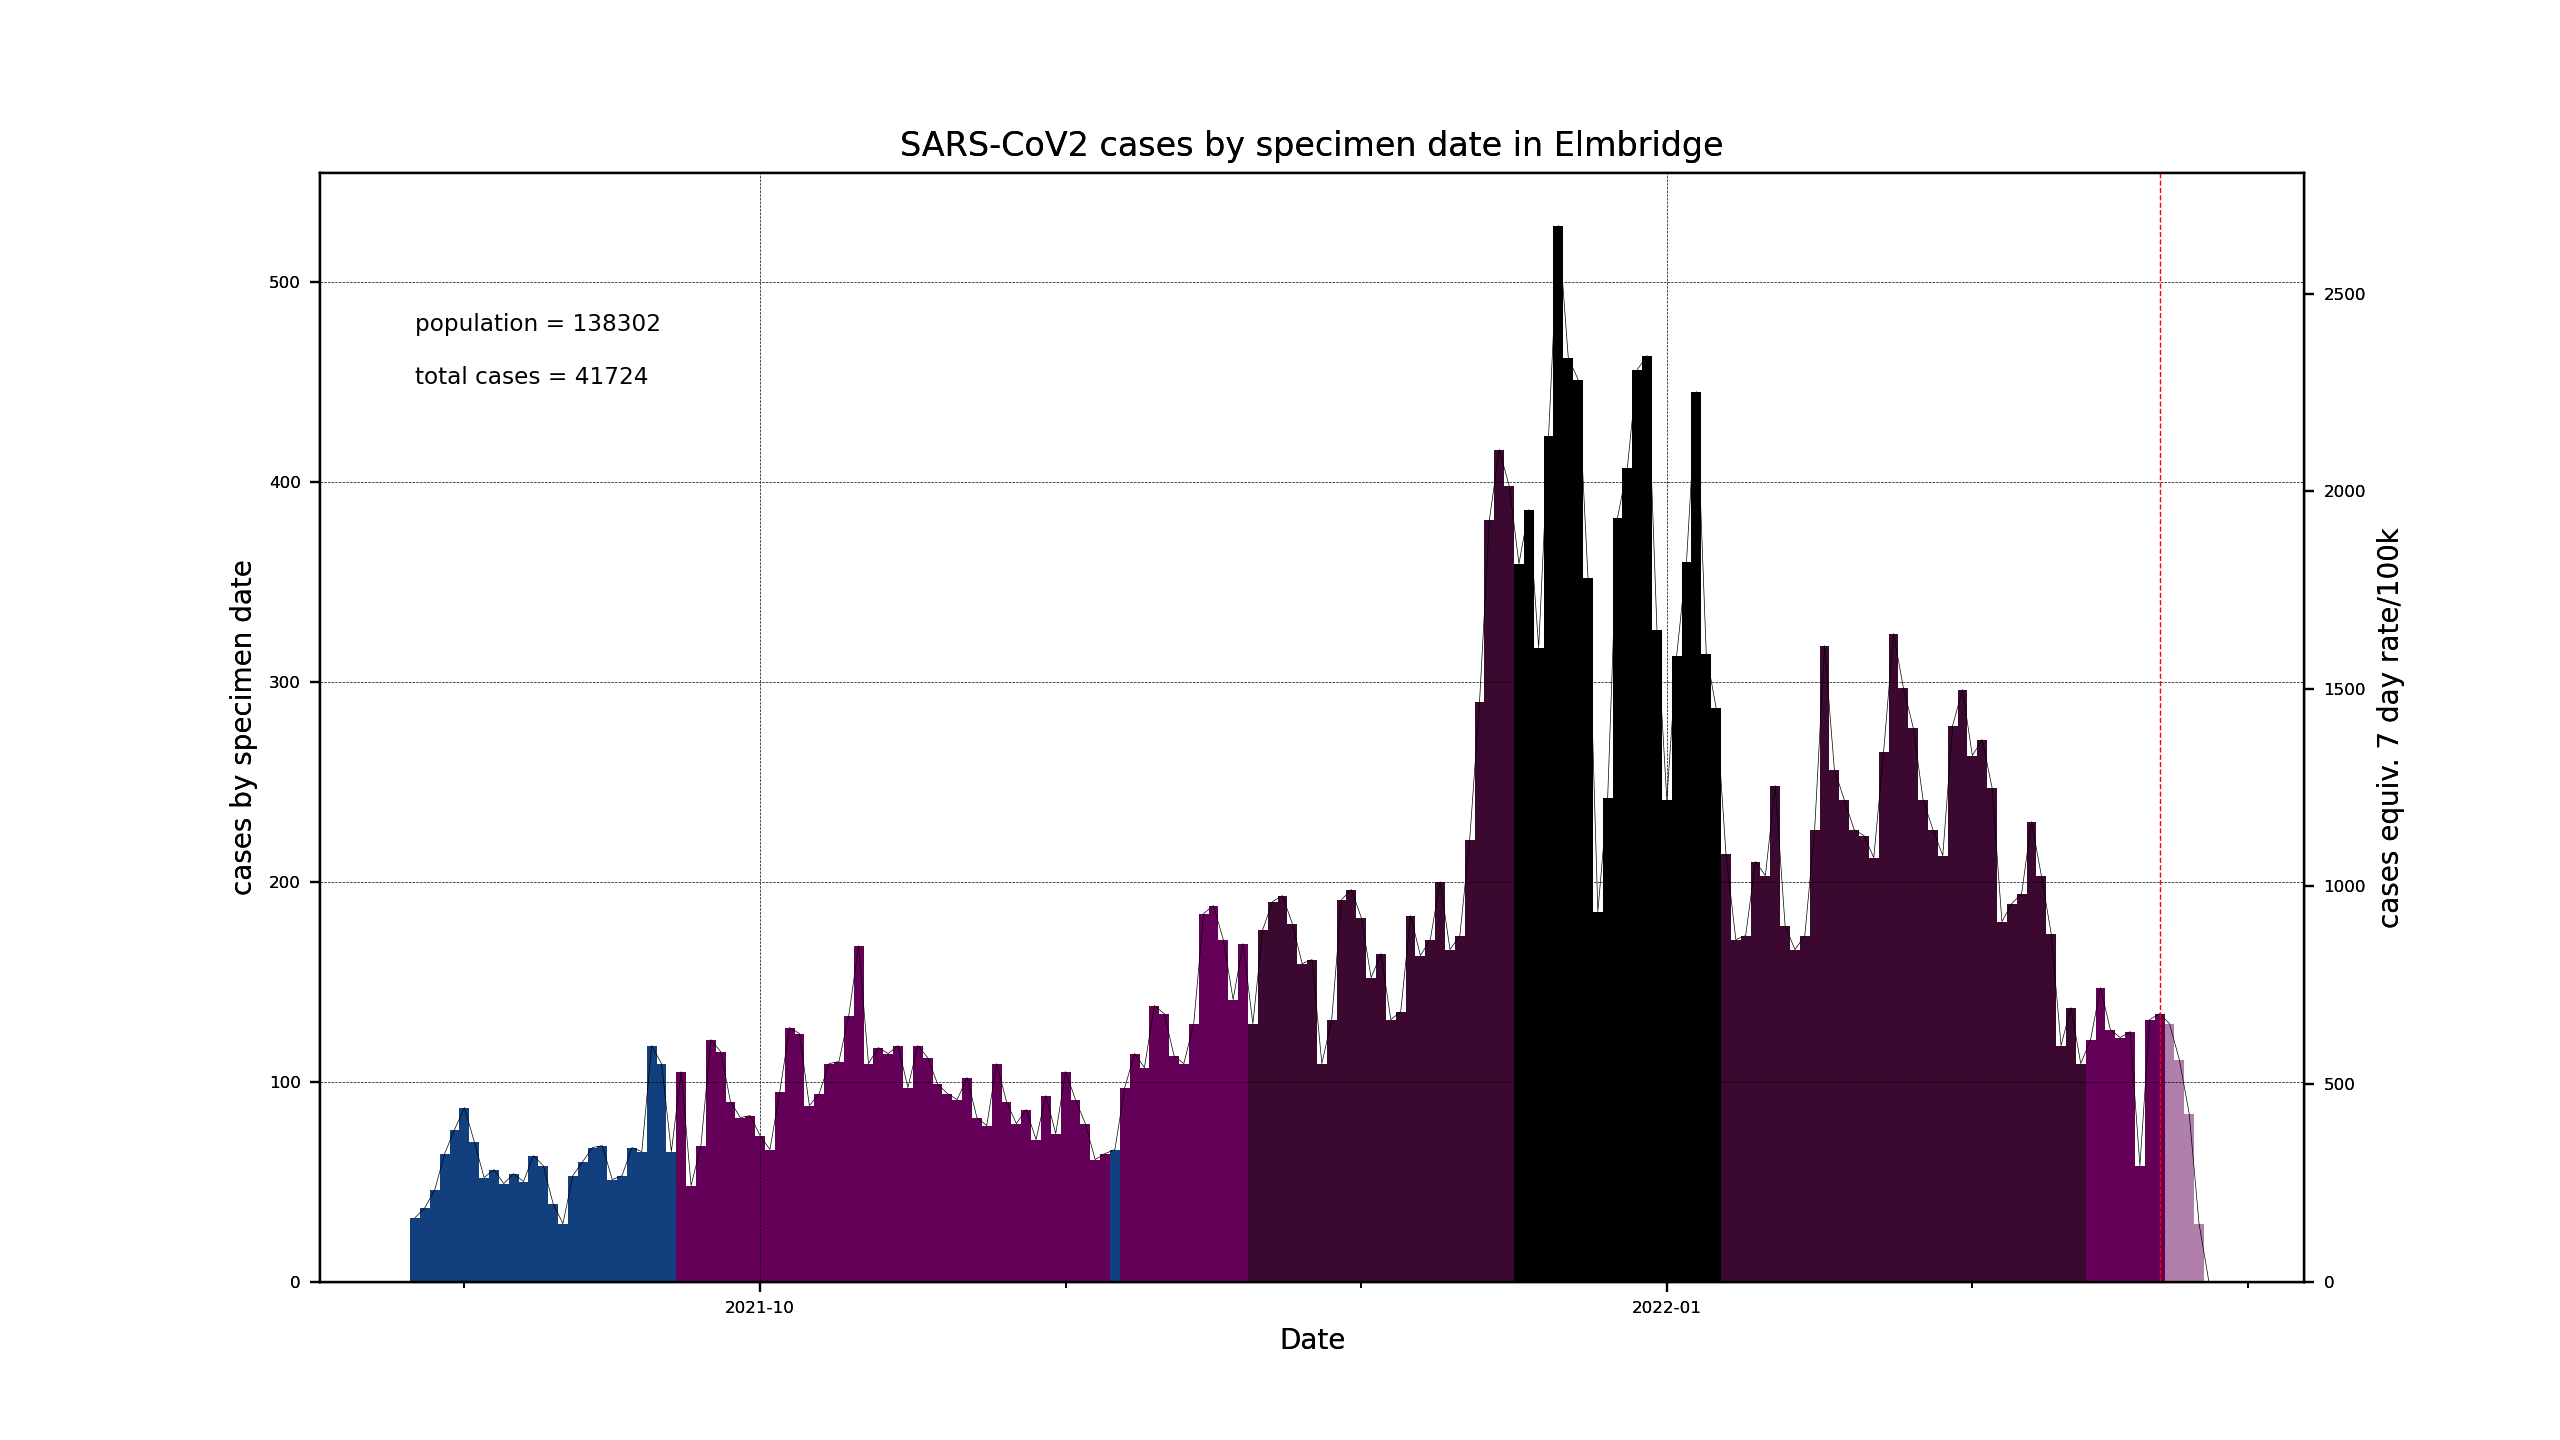 SARS-CoV2 cases by specimen date in Elmbridge
population = 138302
total cases = 41724
cases by specimen date
500
400
300
200
100
0
2500
2000
1500
1000
500
0
cases equiv. 7 day rate/100k
2021-10
2022-01
Date